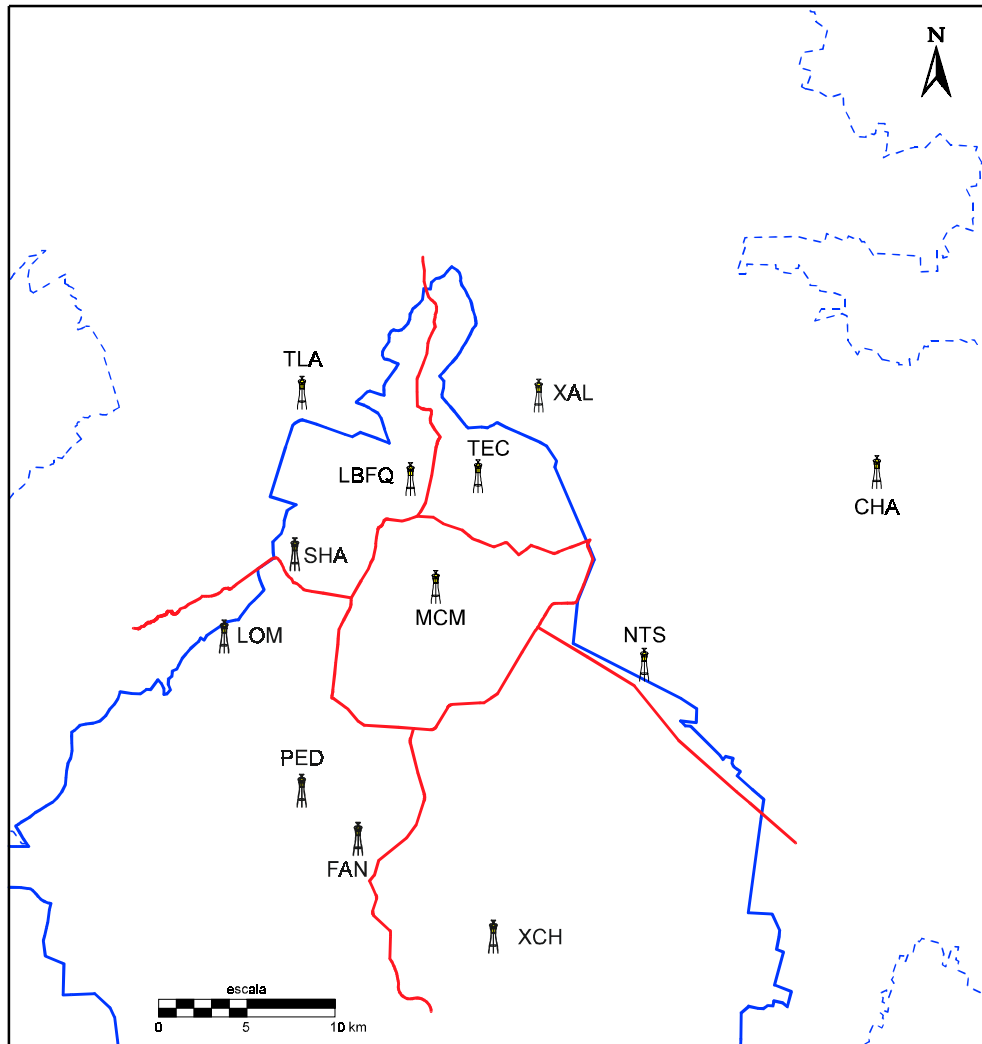 N
TLA
XAL
TEC
LBFQ
CHA
SHA
MCM
LOM
NTS
PED
FAN
XCH
escala
0 5 10 km